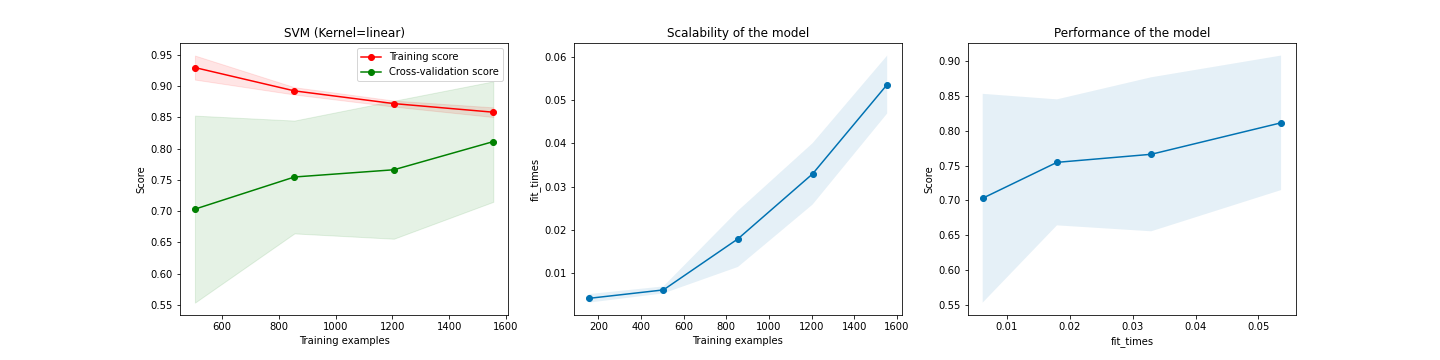 SVM (Kernel=linear)
Training score
Cross-validation score
0.95
0.90
0.85
0.80
0.75
0.70
0.65
0.60
0.55
Score
600 800 1000 1200 1400 1600
Training examples
Scalability of the model
0.06
0.05
0.04
0.03
0.02
0.01
fit_times
200 400 600 800 1000 1200 1400 1600
Training examples
Performance of the model
0.90
0.85
0.80
0.75
0.70
0.65
0.60
0.55
Score
0.01 0.02 0.03 0.04 0.05
fit_times